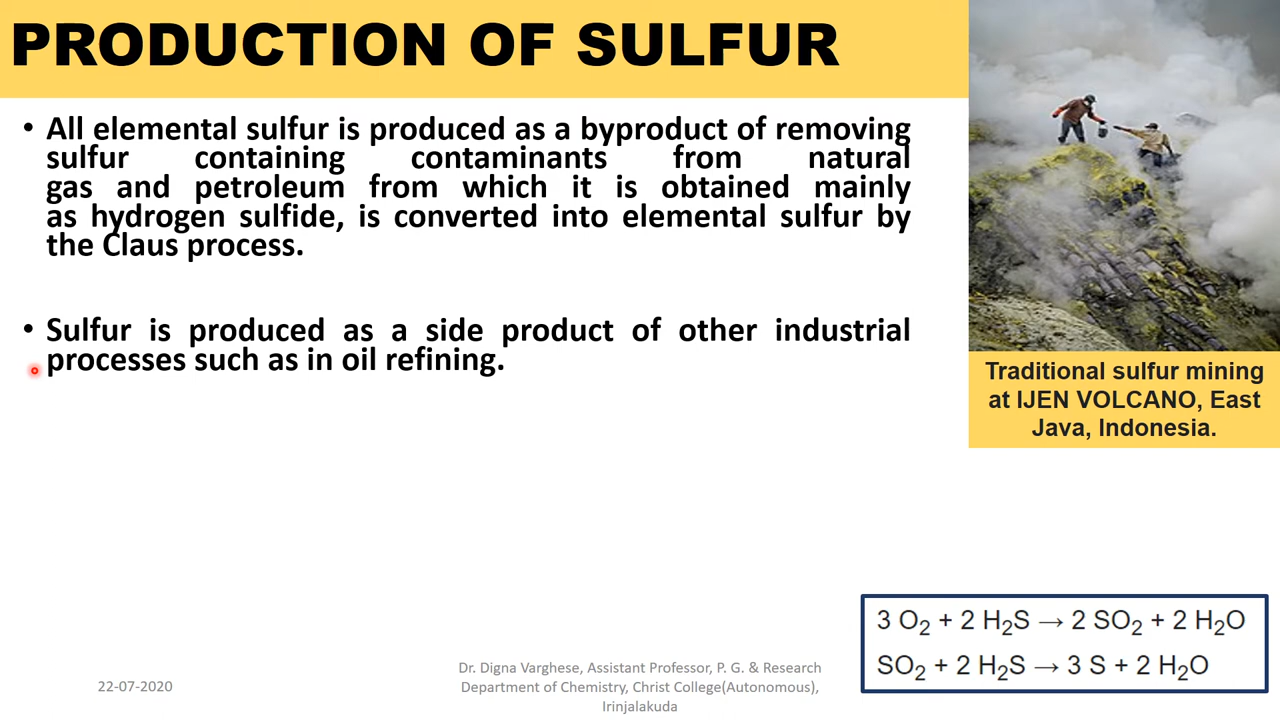 PRODUCTION OF SULFUR
• All elemental sulfur is produced as a byproduct of removing
sulfur containing contaminants from natural
gas and petroleum from which it is obtained mainly
as hydrogen sulfide, is converted into elemental sulfur by
the Claus process.
• Sulfur is produced as a side product of other industrial
processes such as in oil refining.
Traditional sulfur mining
at IJEN VOLCANO, East
Java, Indonesia.
3 O₂ + 2 H₂S → 2 SO₂ + 2 H₂O
SO₂ + 2 H₂S → 3 S + 2 H₂O
22-07-2020
Dr. Digna Varghese, Assistant Professor, P. G. & Research
Department of Chemistry, Christ College(Autonomous),
Irinjalakuda